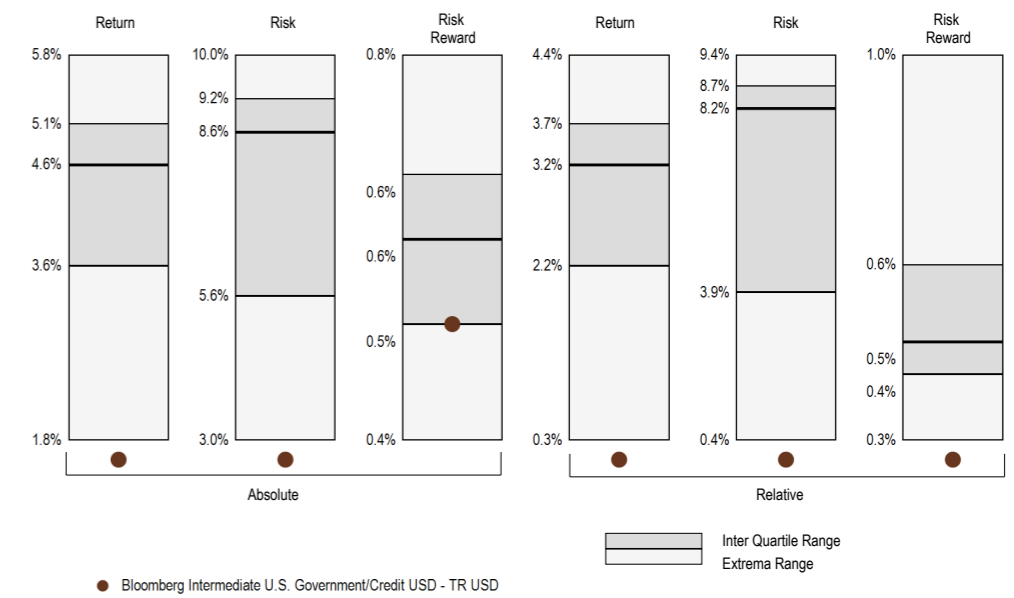 Return
Risk
Risk
Reward
Return
Risk
Risk
Reward
5.8%
5.1%
4.6%
3.6%
1.8%
10.0%
9.2%
8.6%
5.6%
3.0%
0.8%
0.6%
0.6%
0.5%
0.4%
4.4%
3.7%
3.2%
2.2%
0.3%
9.4%
8.7%
8.2%
3.9%
0.4%
1.0%
0.6%
0.5%
0.4%
0.3%
Absolute
Relative
Inter Quartile Range
Extrema Range
Bloomberg Intermediate U.S. Government/Credit USD - TR USD